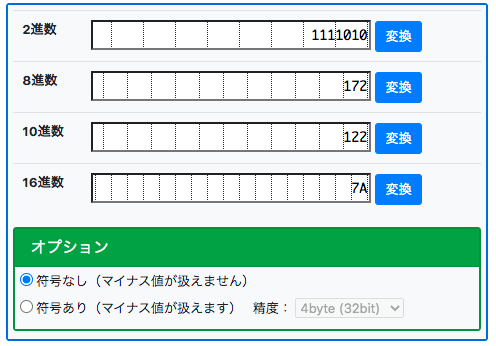 2進数 1111010 変換
8進数 172 変換
10進数 122 変換
16進数 7A 変換
オプション
符号なし（マイナス値が扱えません）
符号あり（マイナス値が扱えます） 精度： 4byte (32bit)